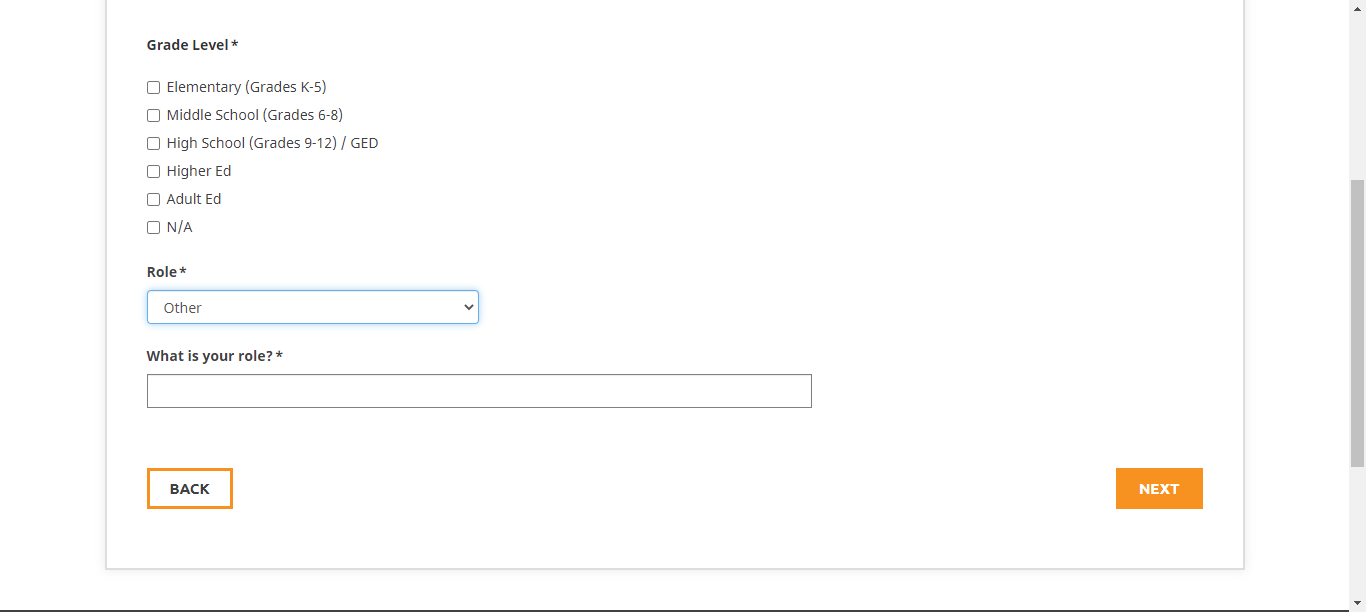 Grade Level*
Elementary (Grades K-5)
Middle School (Grades 6-8)
High School (Grades 9-12) / GED
Higher Ed
Adult Ed
N/A
Role*
Other
What is your role?*
BACK
NEXT